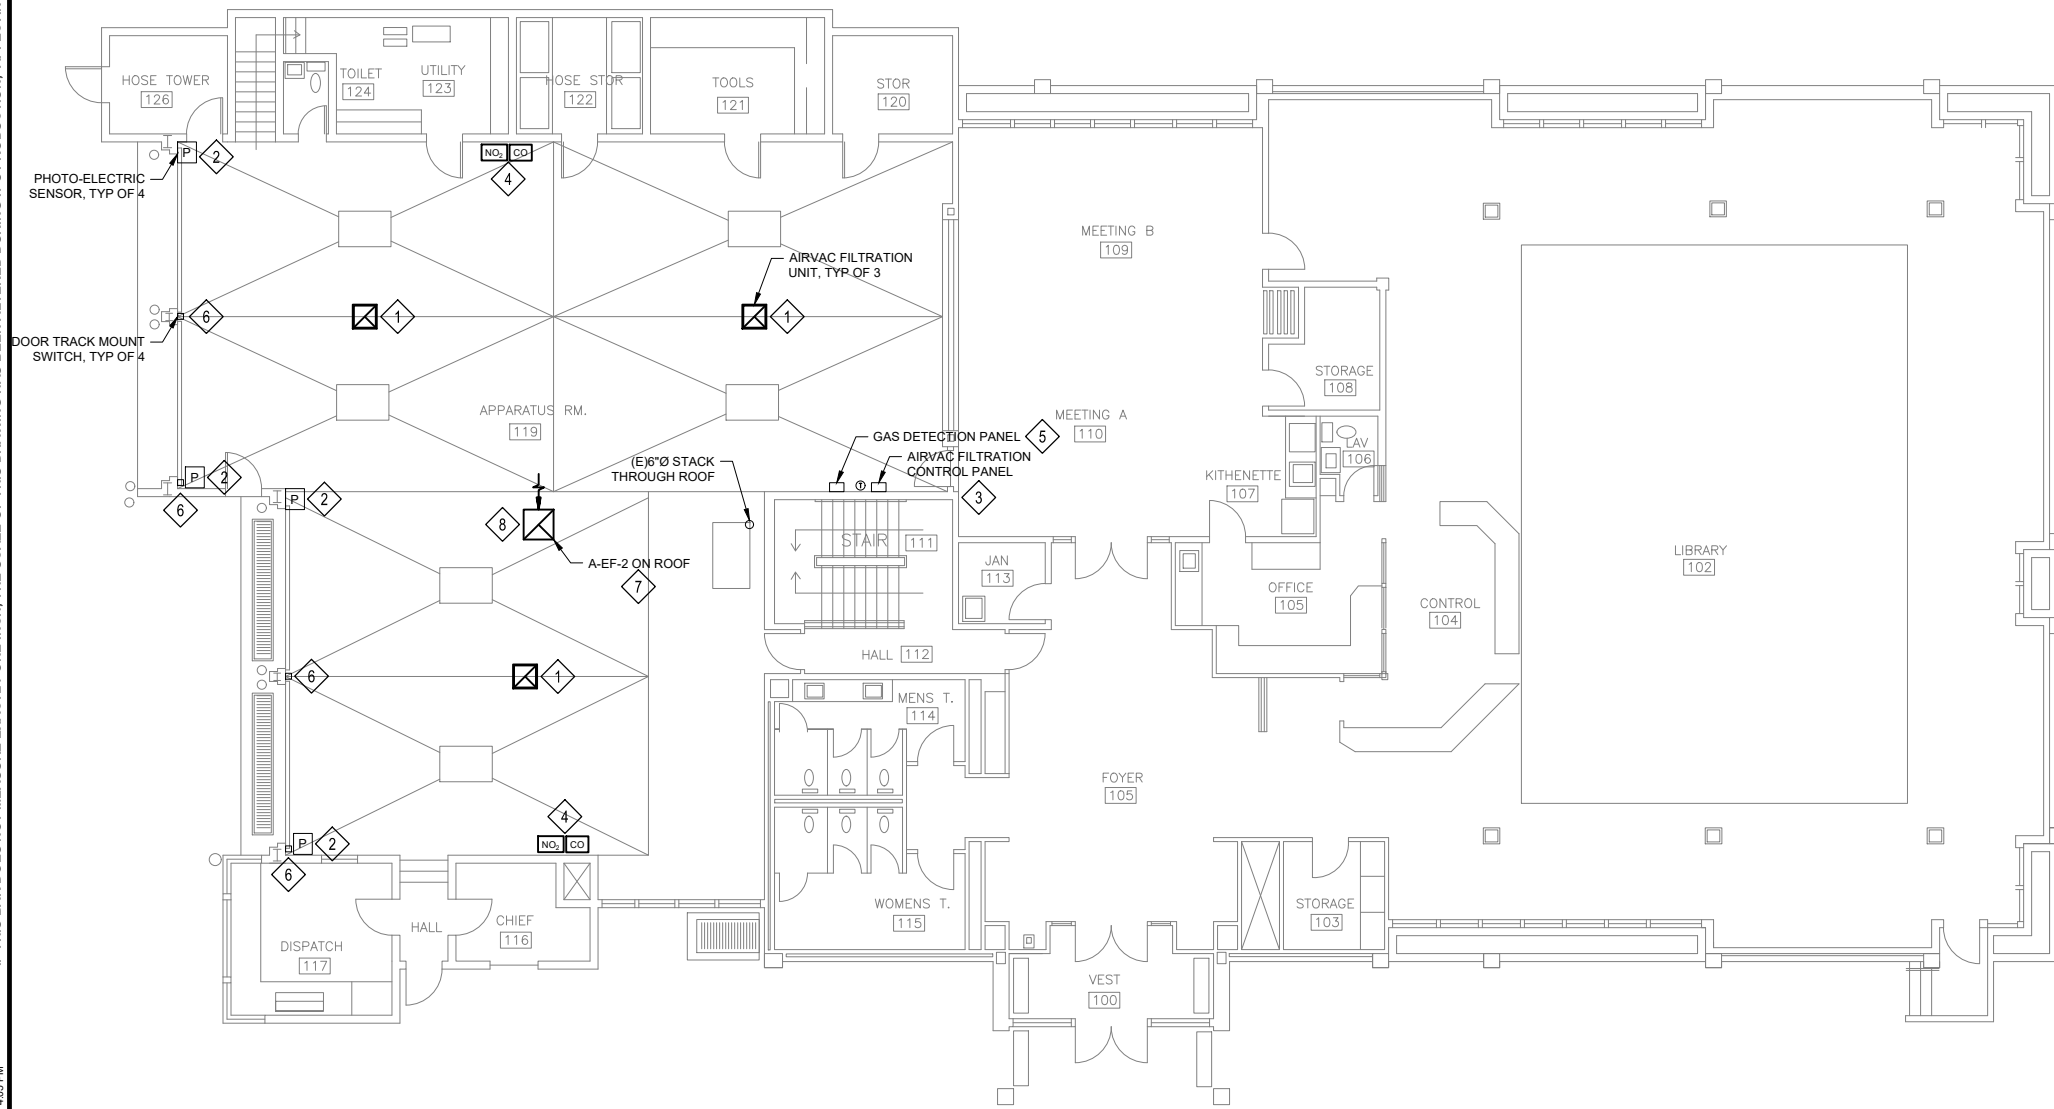 HOSE TOWER
126
TOILET
124
UTILITY
123
HOSE STOR
122
TOOLS
121
STOR
120
P
2
NO₂ CO
4
PHOTO-ELECTRIC
SENSOR, TYP OF 4
MEETING B
109
AIRVAC FILTRATION
UNIT, TYP OF 3
6
1
1
DOOR TRACK MOUNT
SWITCH, TYP OF 4
STORAGE
108
APPARATUS RM.
119
MEETING A
110
GAS DETECTION PANEL
5
AIRVAC FILTRATION
CONTROL PANEL
3
LAV
106
(E)6"Ø STACK
THROUGH ROOF
KITHENETTE
107
P
2
6
P
2
T
8
A-EF-2 ON ROOF
7
STAIR
111
JAN
113
LIBRARY
102
OFFICE
105
CONTROL
104
HALL
112
6
1
MENS T.
114
FOYER
105
4
NO₂ CO
P
2
6
WOMENS T.
115
STORAGE
103
CHIEF
116
HALL
DISPATCH
117
VEST
100